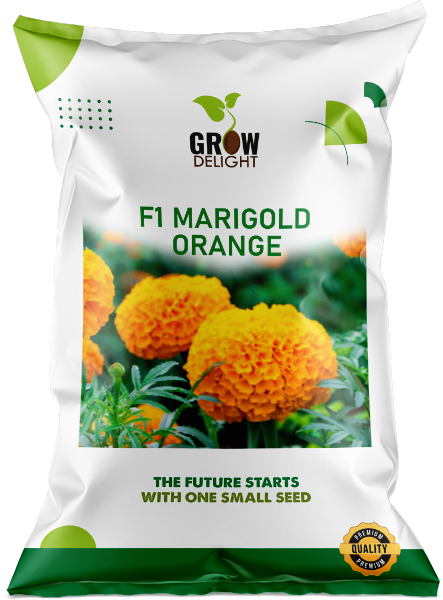 GROW
DELIGHT
F1 MARIGOLD
ORANGE
THE FUTURE STARTS
WITH ONE SMALL SEED
PREMIUM
QUALITY
PREMIUM